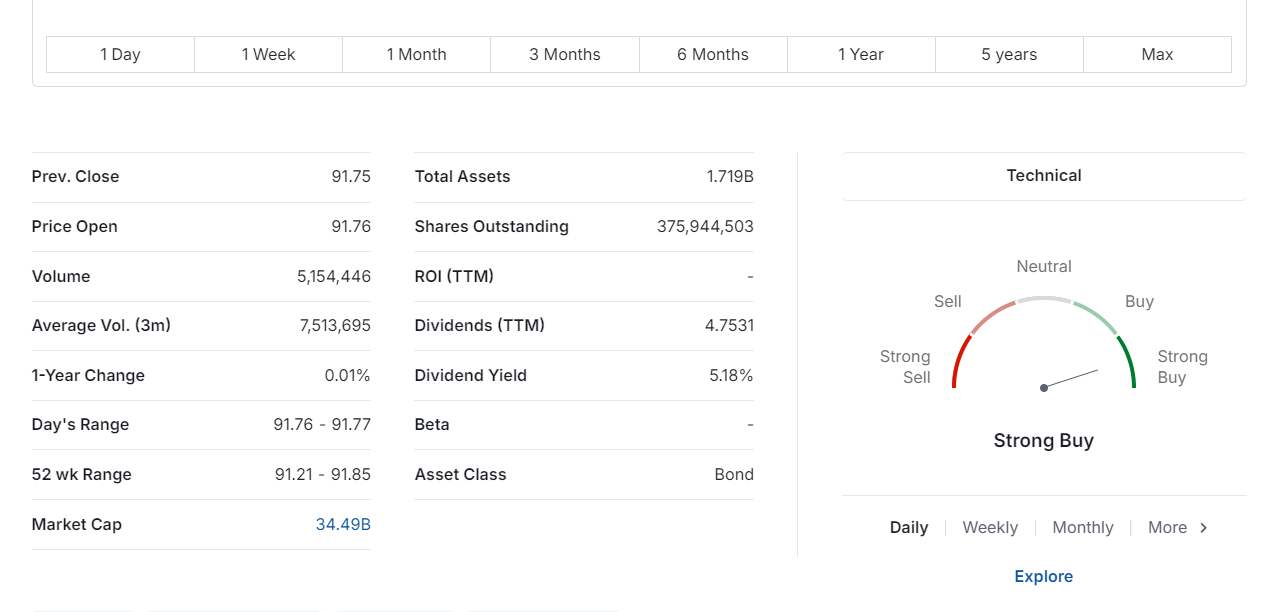 1 Day 1 Week 1 Month 3 Months 6 Months 1 Year 5 years Max
Prev. Close 91.75
Price Open 91.76
Volume 5,154,446
Average Vol. (3m) 7,513,695
1-Year Change 0.01%
Day's Range 91.76 - 91.77
52 wk Range 91.21 - 91.85
Market Cap 34.49B
Total Assets 1.719B
Shares Outstanding 375,944,503
ROI (TTM) -
Dividends (TTM) 4.7531
Dividend Yield 5.18%
Beta -
Asset Class Bond
Technical
Neutral
Sell Buy
Strong Sell
Strong Buy
Strong Buy
Daily Weekly Monthly More
Explore